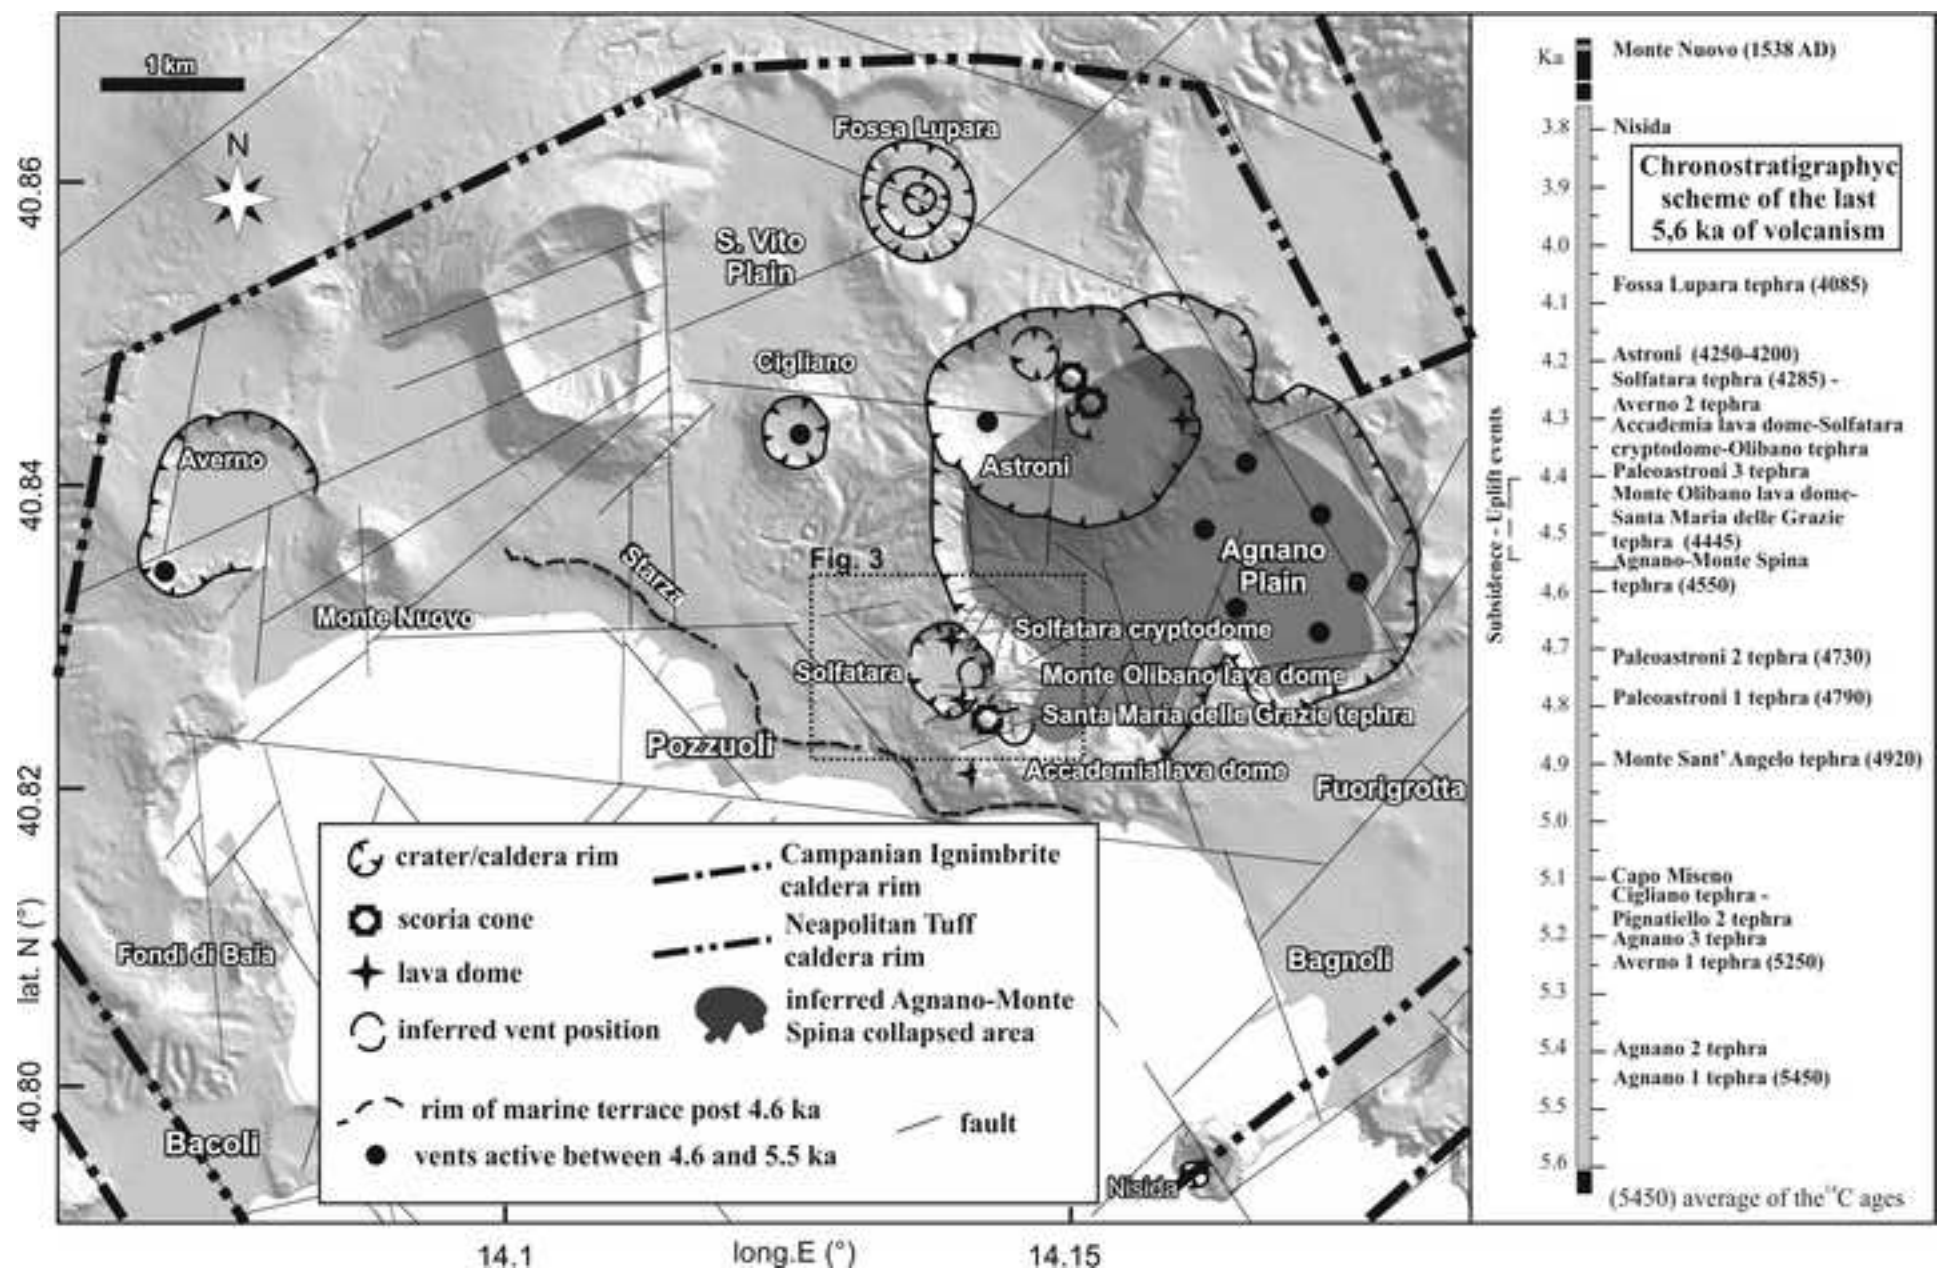 1 km
N
Fossa Lupara
S. Vito
Plain
Cigliano
Averno
Astroni
Agnano
Plain
Fig. 3
Starza
Monte Nuovo
Solfatara cryptodome
Solfatara
Monte Olibano lava dome
Santa Maria delle Grazie tephra
Pozzuoli
Accademia lava dome
Fuorigrotta
Fondi di Baia
Bagnoli
Bacoli
Nisida
crater/caldera rim
scoria cone
lava dome
inferred vent position
rim of marine terrace post 4.6 ka
vents active between 4.6 and 5.5 ka
Campanian Ignimbrite
caldera rim
Neapolitan Tuff
caldera rim
inferred Agnano-Monte
Spina collapsed area
fault
40.86
40.84
40.82
40.80
lat. N (°)
14.1
long.E (°)
14.15
Ka
3.8
3.9
4.0
4.1
4.2
4.3
4.4
4.5
4.6
4.7
4.8
4.9
5.0
5.1
5.2
5.3
5.4
5.5
5.6
Subsidence - Uplift events
Monte Nuovo (1538 AD)
Nisida
Chronostratigraphyc
scheme of the last
5,6 ka of volcanism
Fossa Lupara tephra (4085)
Astroni (4250-4200)
Solfatara tephra (4285) -
Averno 2 tephra
Accademia lava dome-Solfatara
cryptodome-Olibano tephra
Paleoastroni 3 tephra
Monte Olibano lava dome-
Santa Maria delle Grazie
tephra (4445)
Agnano-Monte Spina
tephra (4550)
Paleoastroni 2 tephra (4730)
Paleoastroni 1 tephra (4790)
Monte Sant' Angelo tephra (4920)
Capo Miseno
Cigliano tephra -
Pignatiello 2 tephra
Agnano 3 tephra
Averno 1 tephra (5250)
Agnano 2 tephra
Agnano 1 tephra (5450)
(5450) average of the ¹⁴C ages